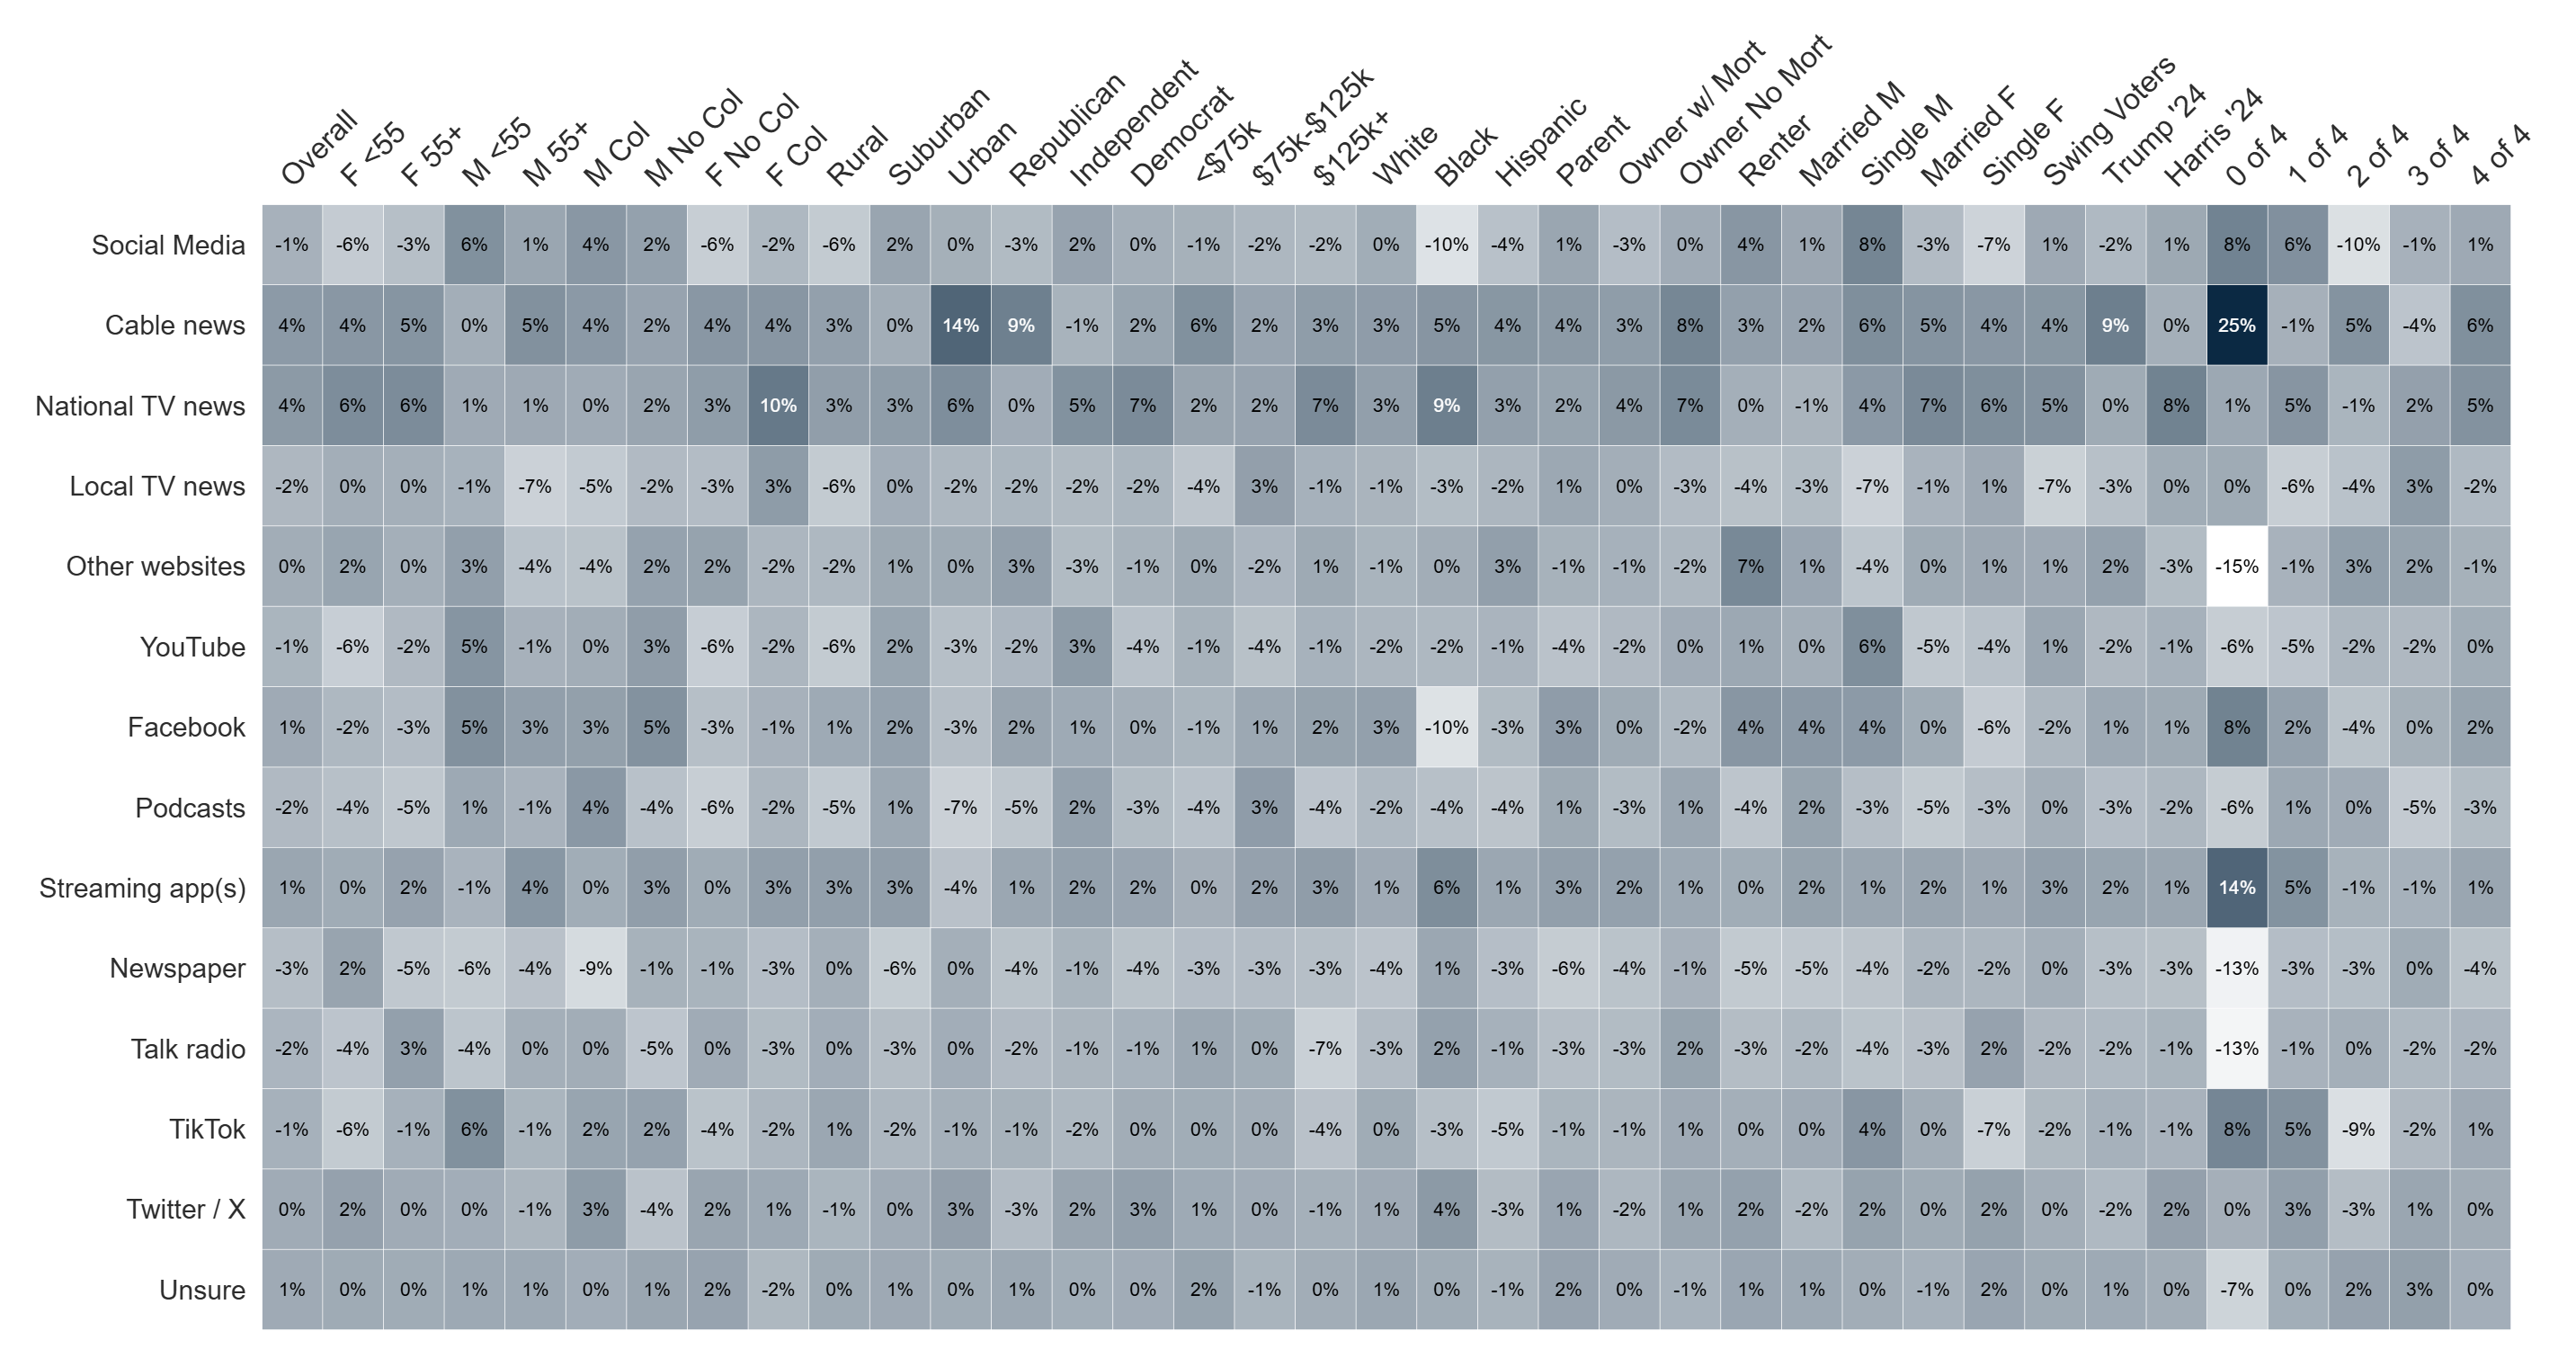 Overall F <55 F 55+ M <55 M 55+ M Col M No Col F No Col F Col Rural Suburban Urban Republican Independent Democrat <$75k $75k-$125k $125k+ White Black Hispanic Parent Owner w/ Mort Owner No Mort Renter Married M Single M Married F Single F Swing Voters Trump '24 Harris '24 0 of 4 1 of 4 2 of 4 3 of 4 4 of 4
Social Media -1% -6% -3% 6% 1% 4% 2% -6% -2% -6% 2% 0% -3% 2% 0% -1% -2% -2% 0% -10% -4% 1% -3% 0% 4% 1% 8% -3% -7% 1% -2% 1% 8% 6% -10% -1% 1%
Cable news 4% 4% 5% 0% 5% 4% 2% 4% 4% 3% 0% 14% 9% -1% 2% 6% 2% 3% 3% 5% 4% 4% 3% 8% 3% 2% 6% 5% 4% 4% 9% 0% 25% -1% 5% -4% 6%
National TV news 4% 6% 6% 1% 1% 0% 2% 3% 10% 3% 3% 6% 0% 5% 7% 2% 2% 7% 3% 9% 3% 2% 4% 7% 0% -1% 4% 7% 6% 5% 0% 8% 1% 5% -1% 2% 5%
Local TV news -2% 0% 0% -1% -7% -5% -2% -3% 3% -6% 0% -2% -2% -2% -2% -4% 3% -1% -1% -3% -2% 1% 0% -3% -4% -3% -7% -1% 1% -7% -3% 0% 0% -6% -4% 3% -2%
Other websites 0% 2% 0% 3% -4% -4% 2% 2% -2% -2% 1% 0% 3% -3% -1% 0% -2% 1% -1% 0% 3% -1% -1% -2% 7% 1% -4% 0% 1% 1% 2% -3% -15% -1% 3% 2% -1%
YouTube -1% -6% -2% 5% -1% 0% 3% -6% -2% -6% 2% -3% -2% 3% -4% -1% -4% -1% -2% -2% -1% -4% -2% 0% 1% 0% 6% -5% -4% 1% -2% -1% -6% -5% -2% -2% 0%
Facebook 1% -2% -3% 5% 3% 3% 5% -3% -1% 1% 2% -3% 2% 1% 0% -1% 1% 2% 3% -10% -3% 3% 0% -2% 4% 4% 4% 0% -6% -2% 1% 1% 8% 2% -4% 0% 2%
Podcasts -2% -4% -5% 1% -1% 4% -4% -6% -2% -5% 1% -7% -5% 2% -3% -4% 3% -4% -2% -4% -4% 1% -3% 1% -4% 2% -3% -5% -3% 0% -3% -2% -6% 1% 0% -5% -3%
Streaming app(s) 1% 0% 2% -1% 4% 0% 3% 0% 3% 3% 3% -4% 1% 2% 2% 0% 2% 3% 1% 6% 1% 3% 2% 1% 0% 2% 1% 2% 1% 3% 2% 1% 14% 5% -1% -1% 1%
Newspaper -3% 2% -5% -6% -4% -9% -1% -1% -3% 0% -6% 0% -4% -1% -4% -3% -3% -3% -4% 1% -3% -6% -4% -1% -5% -5% -4% -2% -2% 0% -3% -3% -13% -3% -3% 0% -4%
Talk radio -2% -4% 3% -4% 0% 0% -5% 0% -3% 0% -3% 0% -2% -1% -1% 1% 0% -7% -3% 2% -1% -3% -3% 2% -3% -2% -4% -3% 2% -2% -2% -1% -13% -1% 0% -2% -2%
TikTok -1% -6% -1% 6% -1% 2% 2% -4% -2% 1% -2% -1% -1% -2% 0% 0% 0% -4% 0% -3% -5% -1% -1% 1% 0% 0% 4% 0% -7% -2% -1% -1% 8% 5% -9% -2% 1%
Twitter / X 0% 2% 0% 0% -1% 3% -4% 2% 1% -1% 0% 3% -3% 2% 3% 1% 0% -1% 1% 4% -3% 1% -2% 1% 2% -2% 2% 0% 2% 0% -2% 2% 0% 3% -3% 1% 0%
Unsure 1% 0% 0% 1% 1% 0% 1% 2% -2% 0% 1% 0% 1% 0% 0% 2% -1% 0% 1% 0% -1% 2% 0% -1% 1% 1% 0% -1% 2% 0% 1% 0% -7% 0% 2% 3% 0%